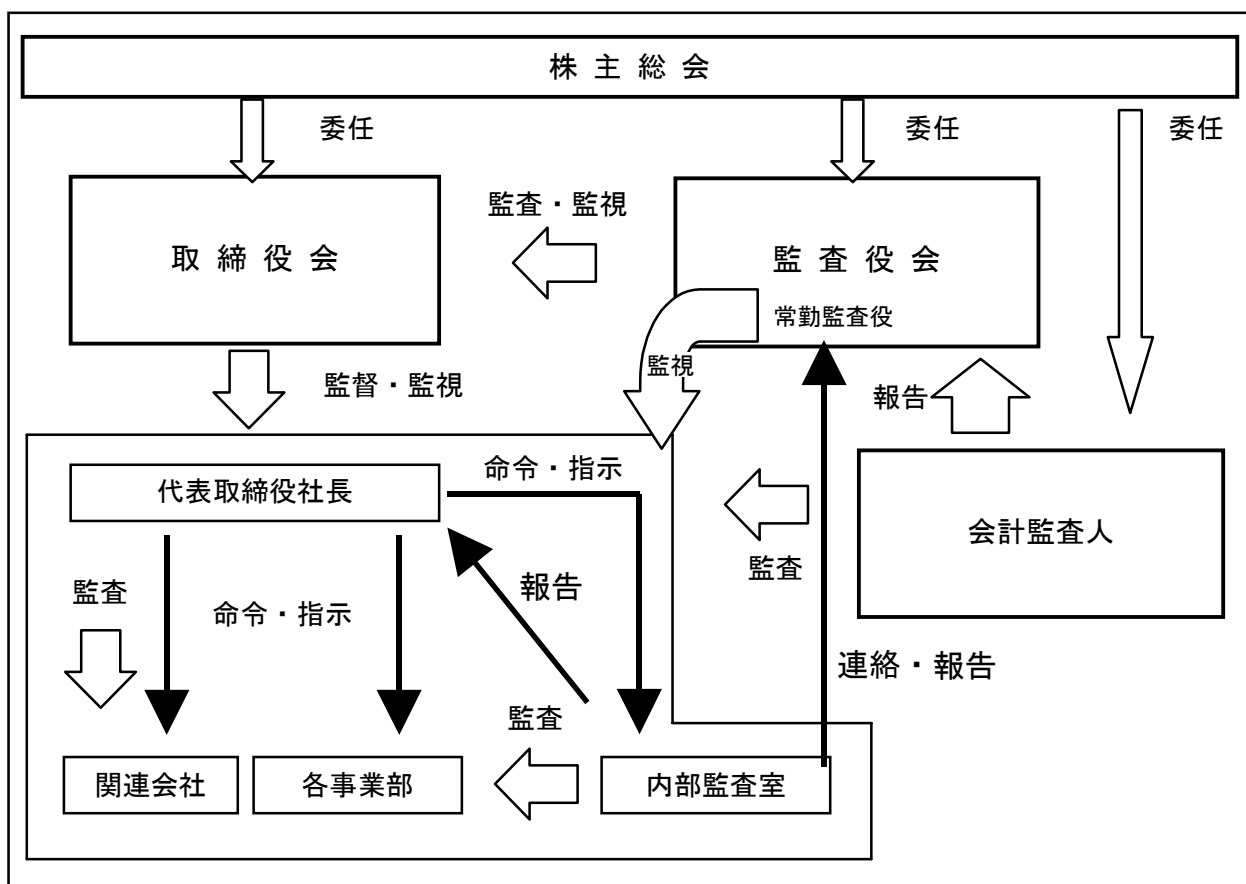 株主総会
委任
委任
委任
取締役会
監査・監視
監査役会
常勤監査役
監督・監視
監視
報告
代表取締役社長
命令・指示
会計監査人
監査
監査
命令・指示
報告
連絡・報告
監査
関連会社
各事業部
内部監査室